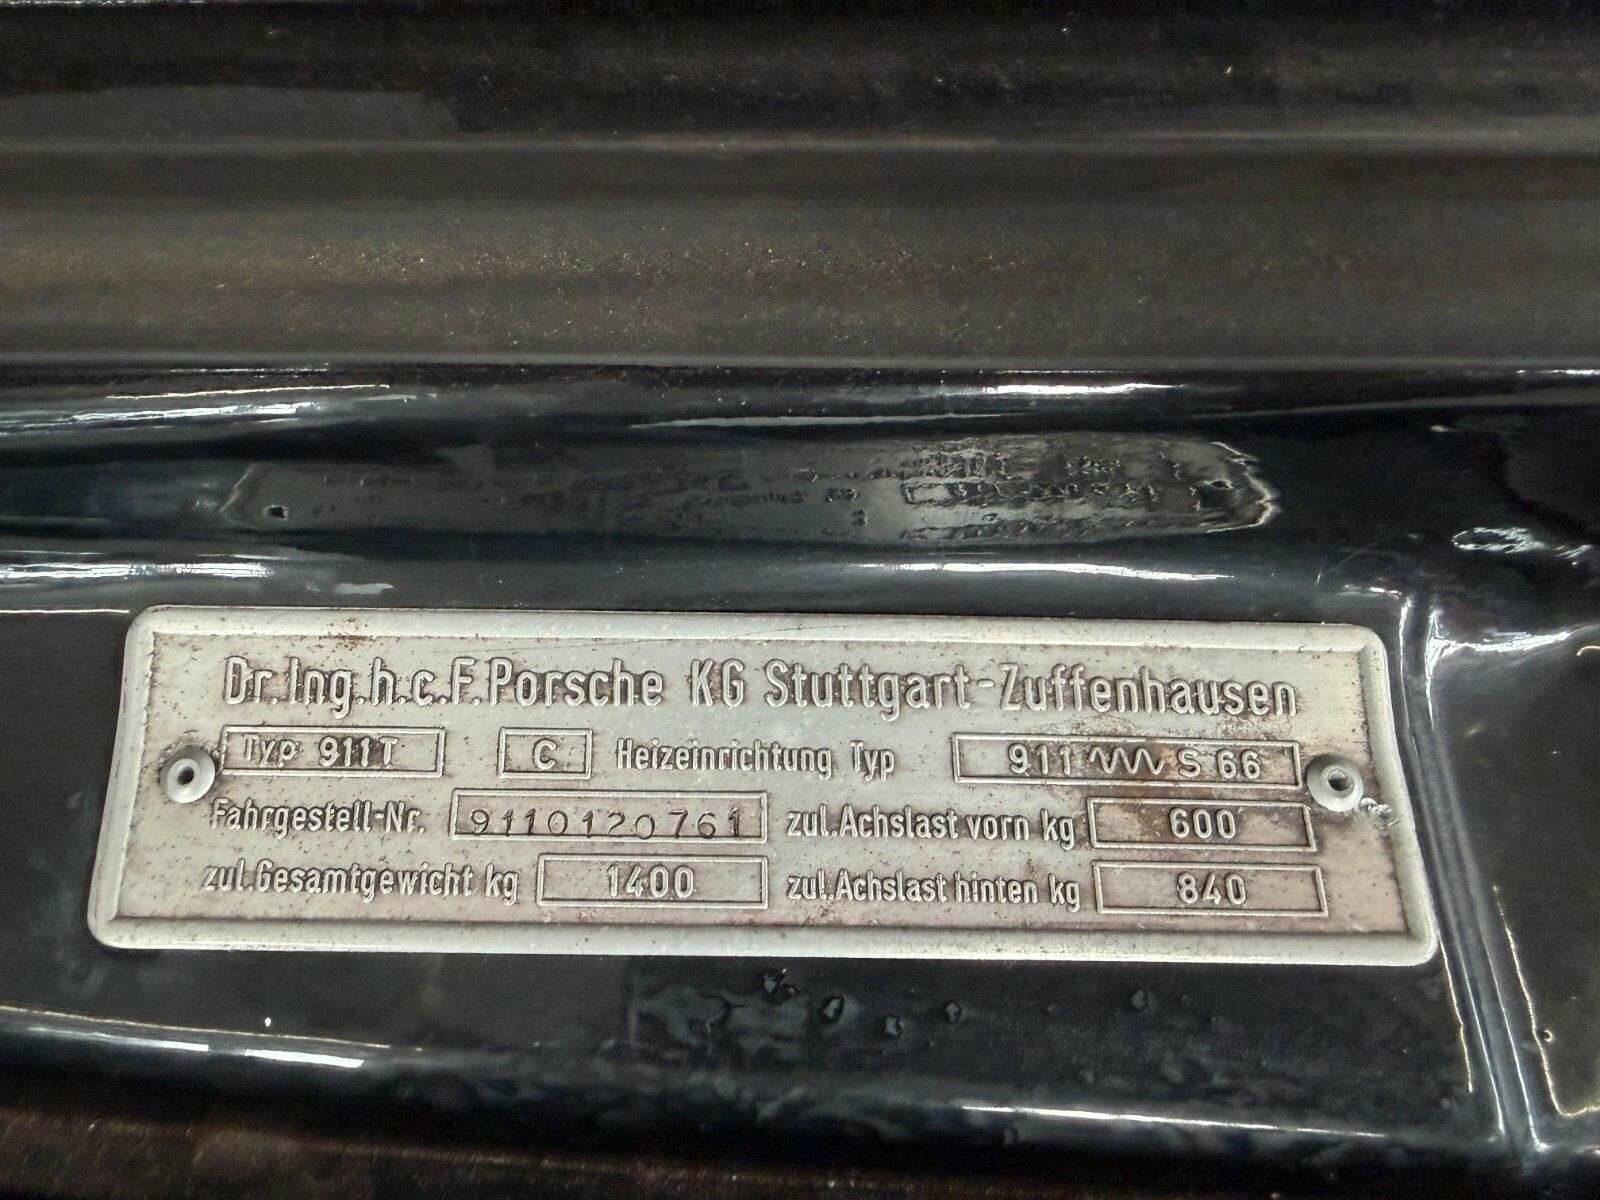 Dr.Ing.h.c.F.Porsche KG Stuttgart-Zuffenhausen
Typ 911T C Heizeinrichtung Typ 911 S 66
Fahrgestell-Nr. 9110120761 zul.Achslast vorn kg 600
zul.Gesamtgewicht kg 1400 zul.Achslast hinten kg 840